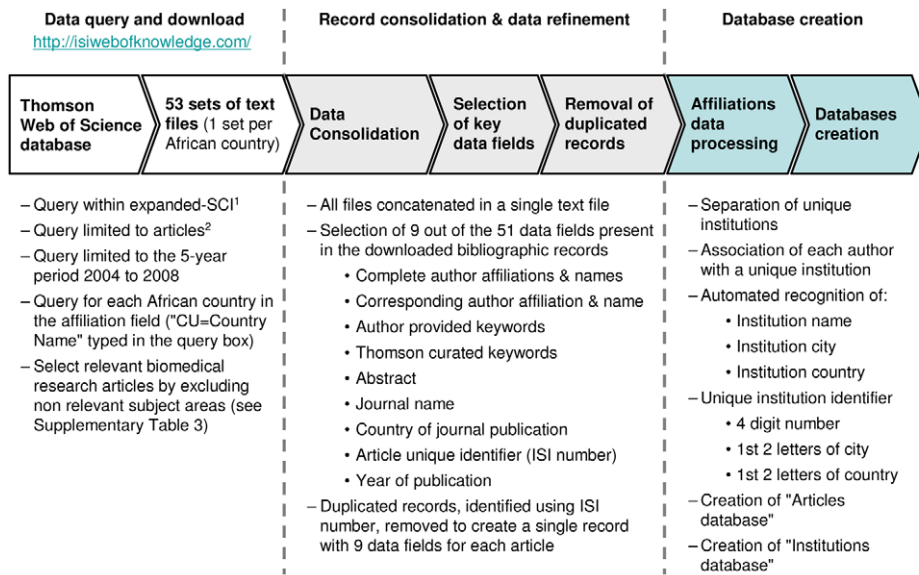 Data query and download
http://isiwebofknowledge.com/
Record consolidation & data refinement
Database creation
Thomson
Web of Science
database
53 sets of text
files (1 set per
African country)
Data
Consolidation
Selection
of key
data fields
Removal of
duplicated
records
Affiliations
data
processing
Databases
creation
– Query within expanded-SCI¹
– Query limited to articles²
– Query limited to the 5-year
period 2004 to 2008
– Query for each African country in
the affiliation field ("CU=Country
Name" typed in the query box)
– Select relevant biomedical
research articles by excluding
non relevant subject areas (see
Supplementary Table 3)
– All files concatenated in a single text file
– Selection of 9 out of the 51 data fields present
in the downloaded bibliographic records
• Complete author affiliations & names
• Corresponding author affiliation & name
• Author provided keywords
• Thomson curated keywords
• Abstract
• Journal name
• Country of journal publication
• Article unique identifier (ISI number)
• Year of publication
– Duplicated records, identified using ISI
number, removed to create a single record
with 9 data fields for each article
– Separation of unique
institutions
– Association of each author
with a unique institution
– Automated recognition of:
• Institution name
• Institution city
• Institution country
– Unique institution identifier
• 4 digit number
• 1st 2 letters of city
• 1st 2 letters of country
– Creation of "Articles
database"
– Creation of "Institutions
database"